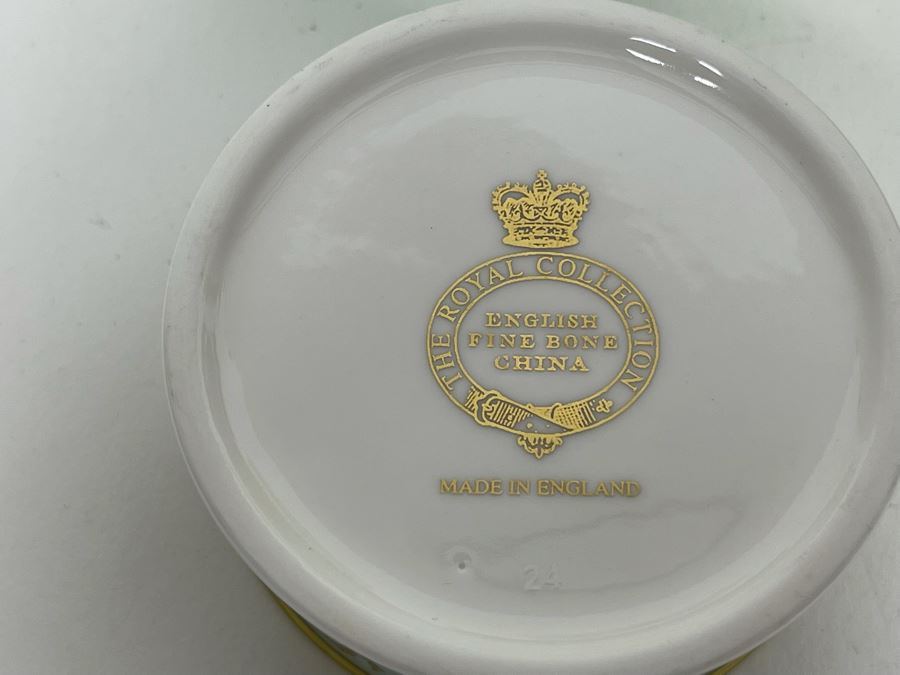 THE ROYAL COLLECTION
ENGLISH
FINE BONE
CHINA
MADE IN ENGLAND
24